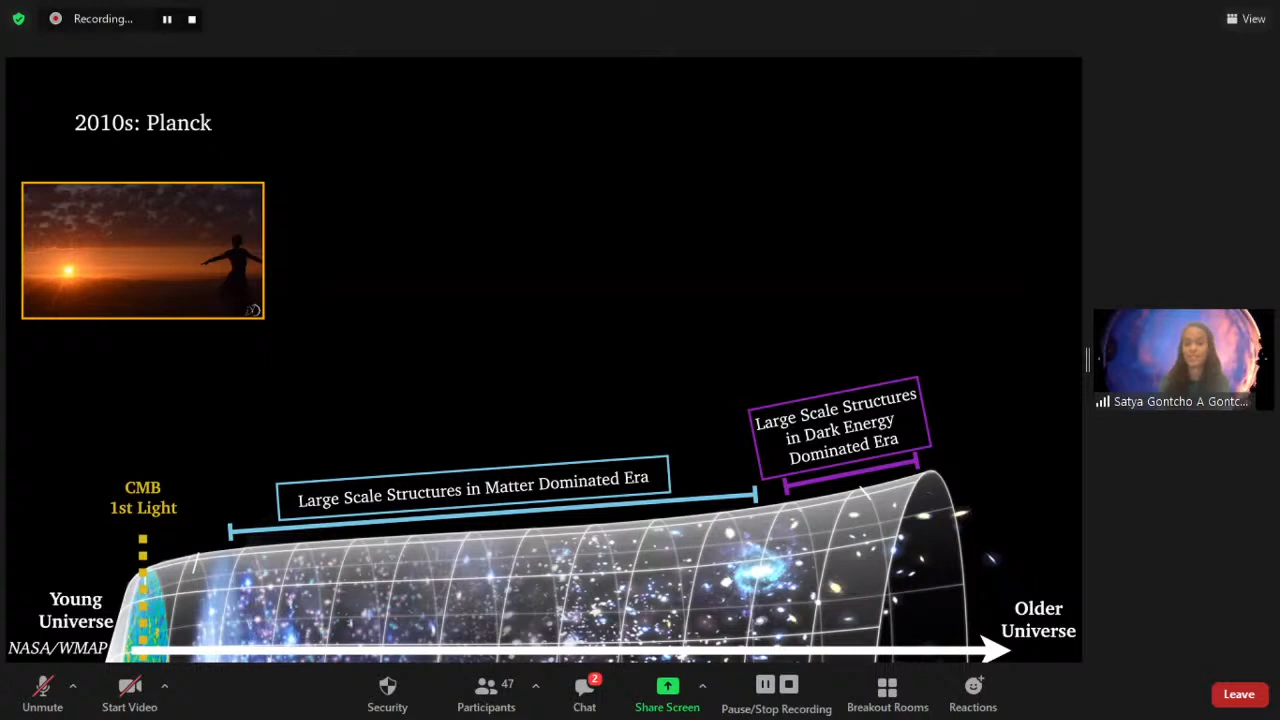 Recording...
View
2010s: Planck
Large Scale Structures
in Dark Energy
Dominated Era
Large Scale Structures in Matter Dominated Era
CMB
1st Light
Young
Universe
NASA/WMAP
Older
Universe
Satya Gontcho A Gontc...
Unmute
Start Video
Security
47
Participants
2
Chat
Share Screen
Pause/Stop Recording
Breakout Rooms
Reactions
Leave